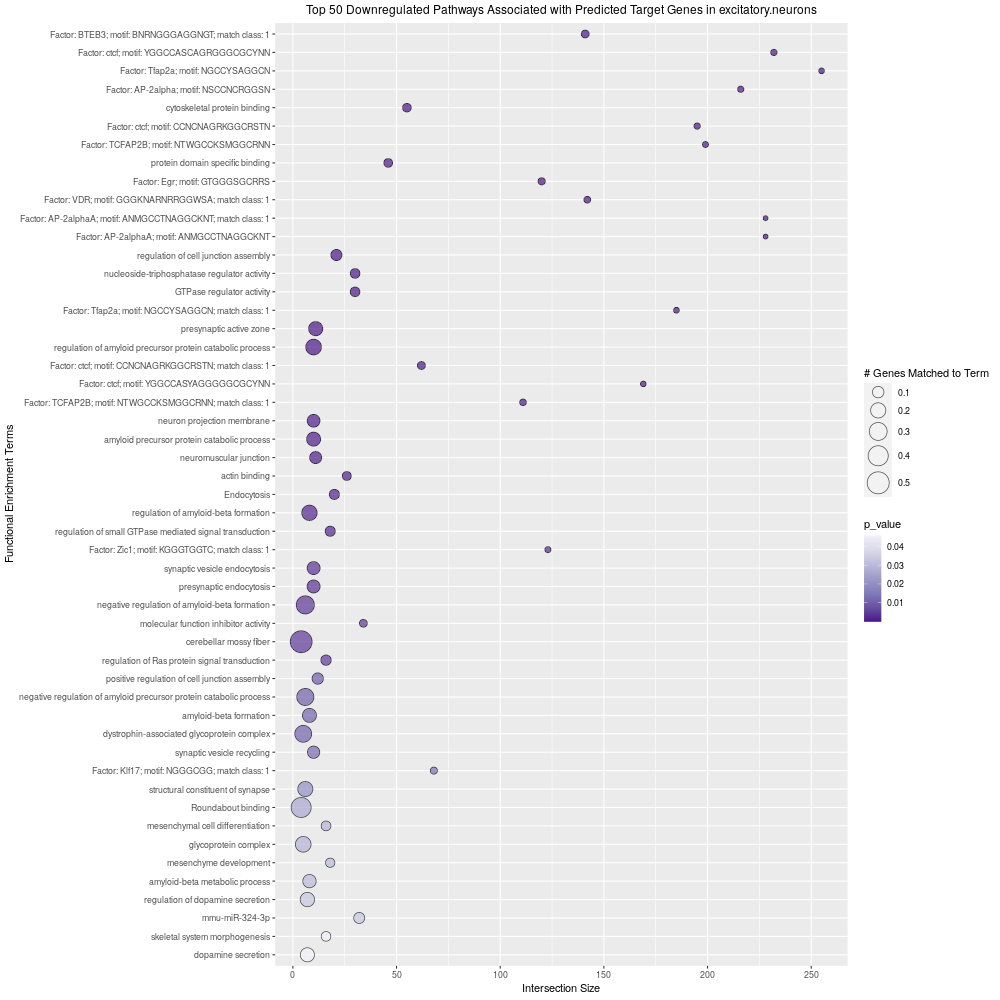 Top 50 Downregulated Pathways Associated with Predicted Target Genes in excitatory.neurons
Functional Enrichment Terms
Factor: BTEB3; motif: BNRNGGGAGGNGT; match class: 1
Factor: ctcf; motif: YGGCCASCAGRGGGCGCYNN
Factor: Tfap2a; motif: NGCCYSAGGCN
Factor: AP-2alpha; motif: NSCCNCRGGSN
cytoskeletal protein binding
Factor: ctcf; motif: CCNCNAGRKGGCRSTN
Factor: TCFAP2B; motif: NTWGCCKSMGGCRNN
protein domain specific binding
Factor: Egr; motif: GTGGGSGCRRS
Factor: VDR; motif: GGGKNARNRRGGWSA; match class: 1
Factor: AP-2alphaA; motif: ANMGCCTNAGGCKNT; match class: 1
Factor: AP-2alphaA; motif: ANMGCCTNAGGCKNT
regulation of cell junction assembly
nucleoside-triphosphatase regulator activity
GTPase regulator activity
Factor: Tfap2a; motif: NGCCYSAGGCN; match class: 1
presynaptic active zone
regulation of amyloid precursor protein catabolic process
Factor: ctcf; motif: CCNCNAGRKGGCRSTN; match class: 1
Factor: ctcf; motif: YGGCCASYAGGGGGCGCYNN
Factor: TCFAP2B; motif: NTWGCCKSMGGCRNN; match class: 1
neuron projection membrane
amyloid precursor protein catabolic process
neuromuscular junction
actin binding
Endocytosis
regulation of amyloid-beta formation
regulation of small GTPase mediated signal transduction
Factor: Zic1; motif: KGGGTGGTC; match class: 1
synaptic vesicle endocytosis
presynaptic endocytosis
negative regulation of amyloid-beta formation
molecular function inhibitor activity
cerebellar mossy fiber
regulation of Ras protein signal transduction
positive regulation of cell junction assembly
negative regulation of amyloid precursor protein catabolic process
amyloid-beta formation
dystrophin-associated glycoprotein complex
synaptic vesicle recycling
Factor: Klf17; motif: NGGGCGG; match class: 1
structural constituent of synapse
Roundabout binding
mesenchymal cell differentiation
glycoprotein complex
mesenchyme development
amyloid-beta metabolic process
regulation of dopamine secretion
mmu-miR-324-3p
skeletal system morphogenesis
dopamine secretion
0 50 100 150 200 250
Intersection Size
# Genes Matched to Term
0.1
0.2
0.3
0.4
0.5
p_value
0.04
0.03
0.02
0.01